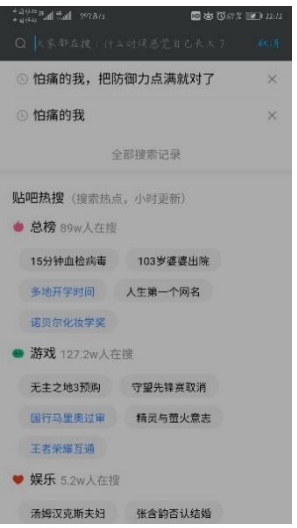 大家都在搜：什么时候感觉自己长大了 取消
怕痛的我，把防御力点满就对了
怕痛的我
全部搜索记录
贴吧热搜（搜索热点，小时更新）
总榜 89w人在搜
15分钟血检病毒 103岁婆婆出院
多地开学时间 人生第一个网名
诺贝尔化妆学奖
游戏 127.2w人在搜
无主之地3预购 守望先锋赛取消
国行马里奥过审 精灵与萤火意志
王者荣耀互通
娱乐 5.2w人在搜
汤姆汉克斯夫妇 张含韵否认结婚